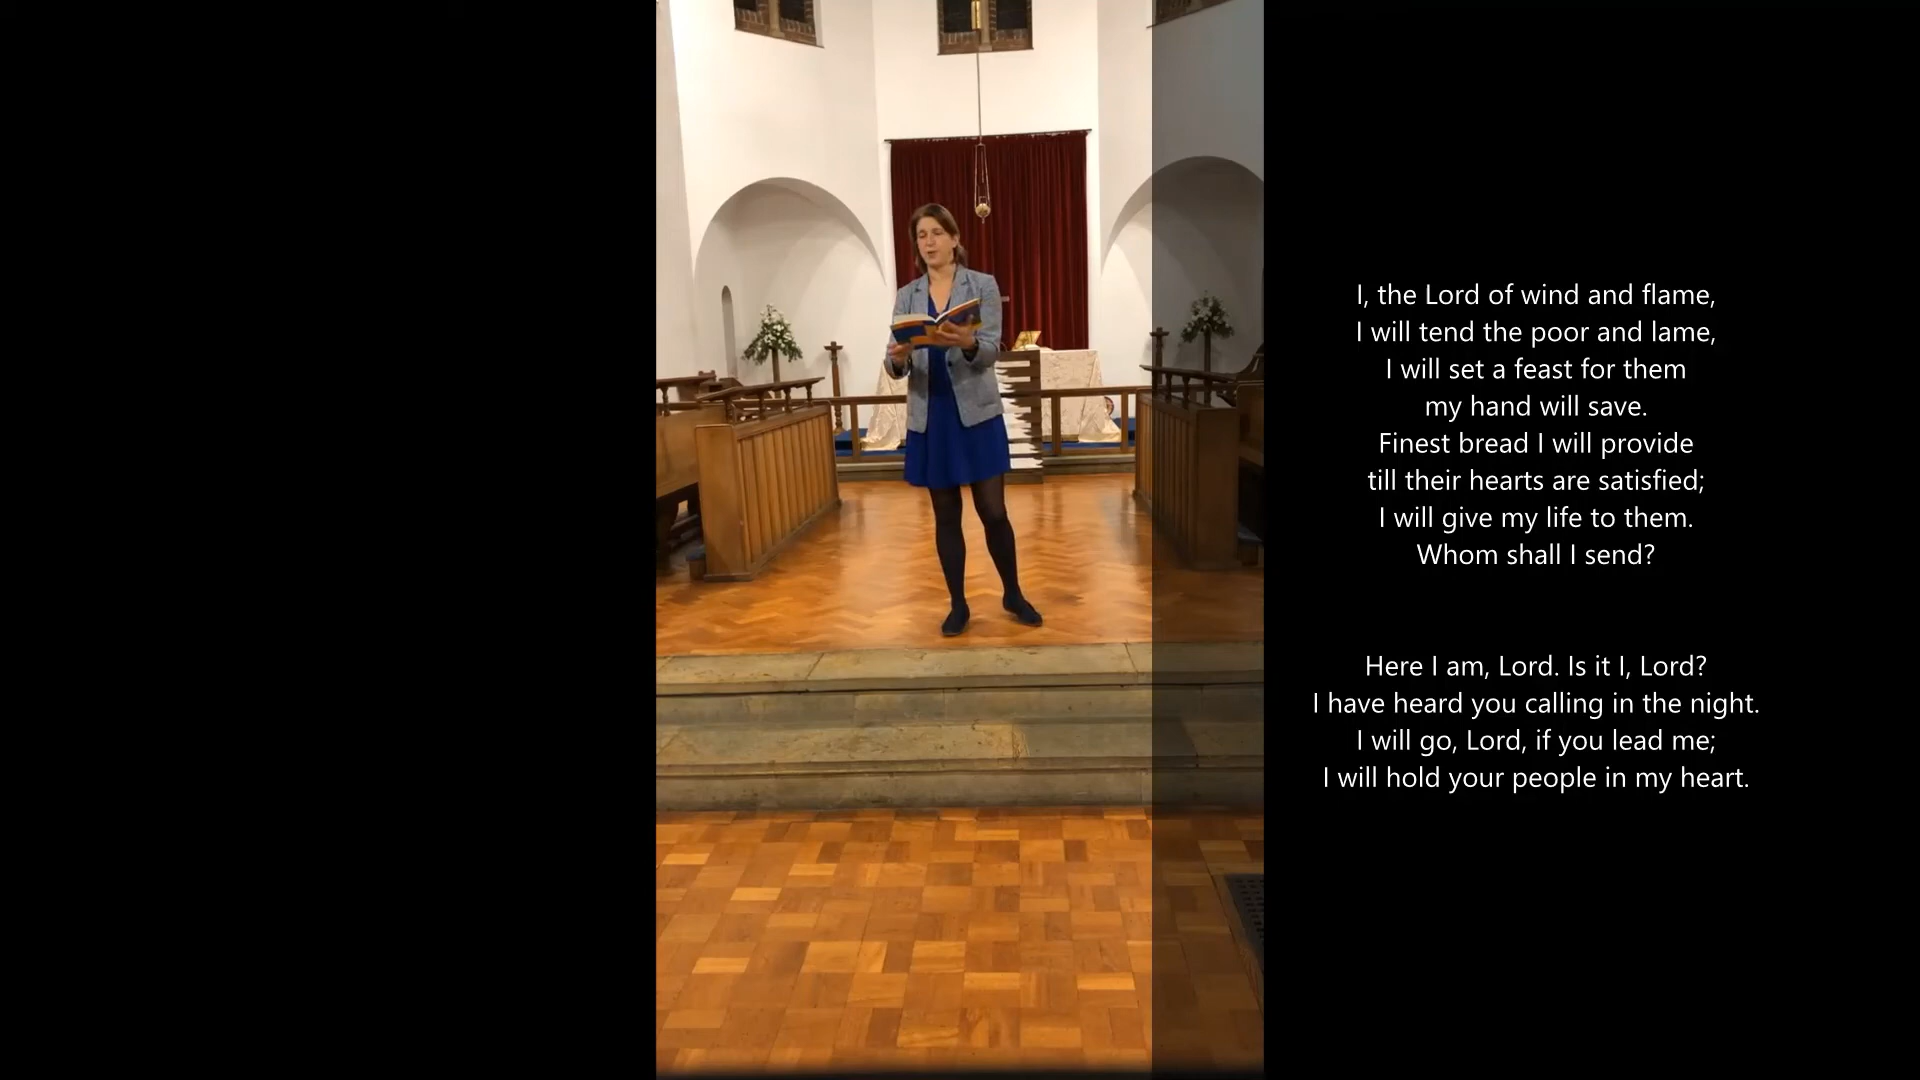 I, the Lord of wind and flame,
I will tend the poor and lame,
I will set a feast for them
my hand will save.
Finest bread I will provide
till their hearts are satisfied;
I will give my life to them.
Whom shall I send?
Here I am, Lord. Is it I, Lord?
I have heard you calling in the night.
I will go, Lord, if you lead me;
I will hold your people in my heart.